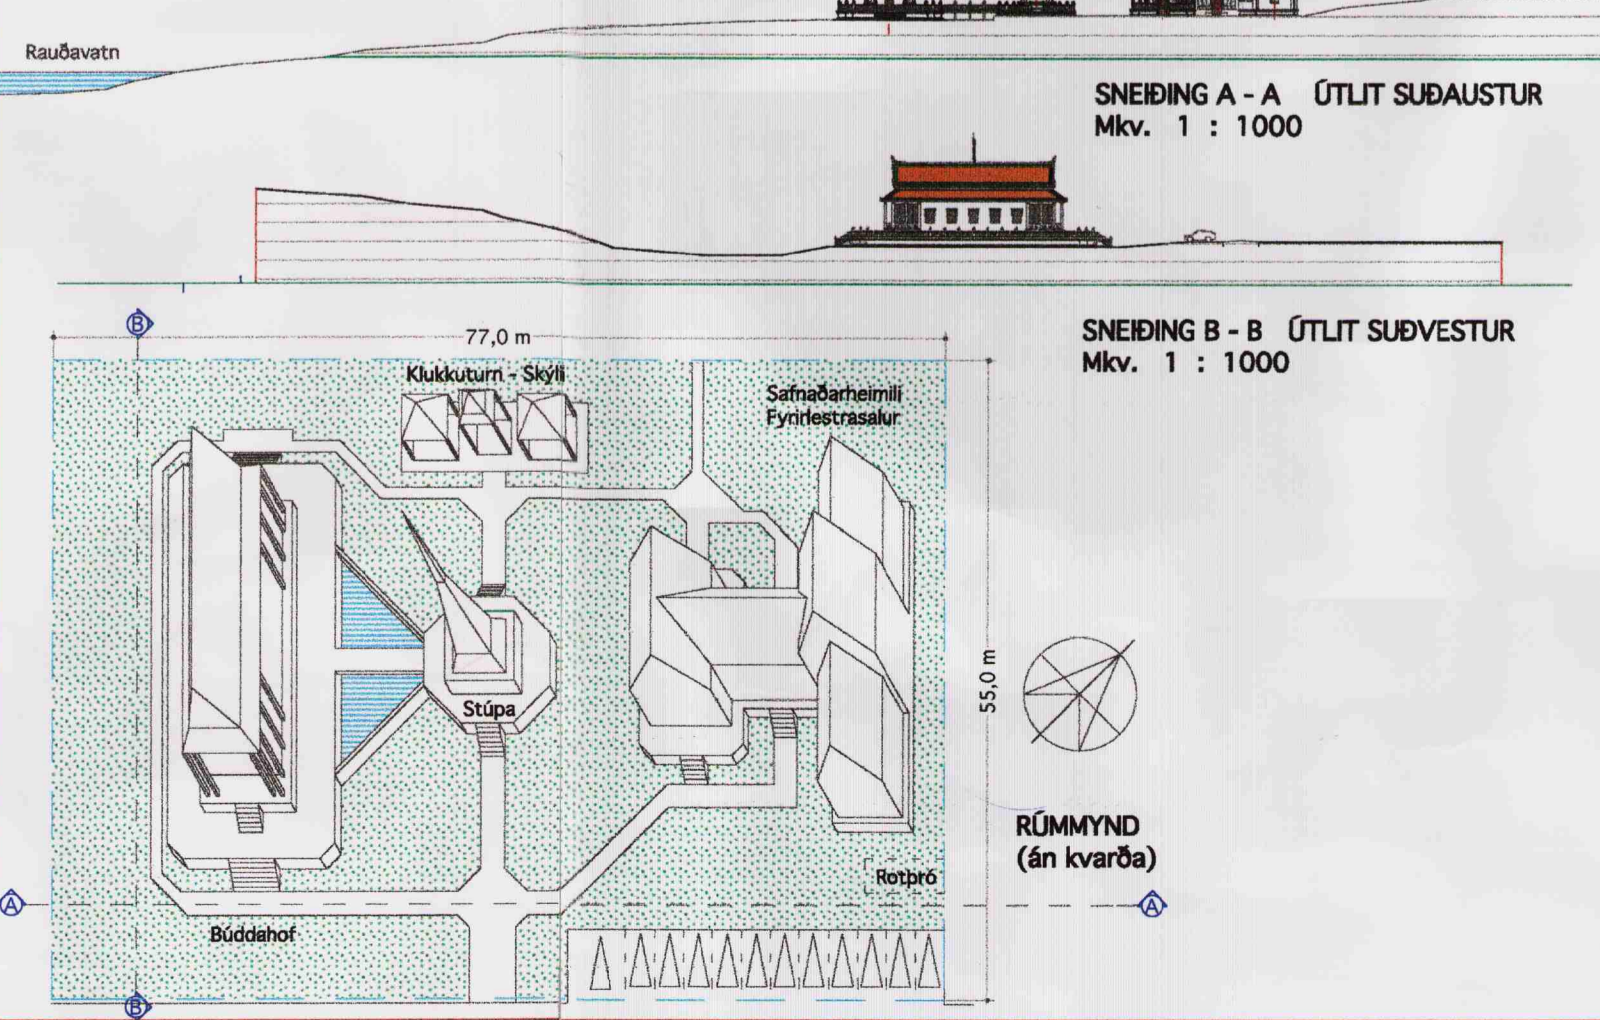 Rauðavatn
SNEIÐING A - A ÚTLIT SUÐAUSTUR
Mkv. 1 : 1000
SNEIÐING B - B ÚTLIT SUÐVESTUR
Mkv. 1 : 1000
B
77,0 m
Klukkuturn - Skýli
Safnaðarheimili
Fyrirlestrasalur
55,0 m
Stúpa
RÚMMYND
(án kvarða)
Rotþró
A
A
Búddahof
B